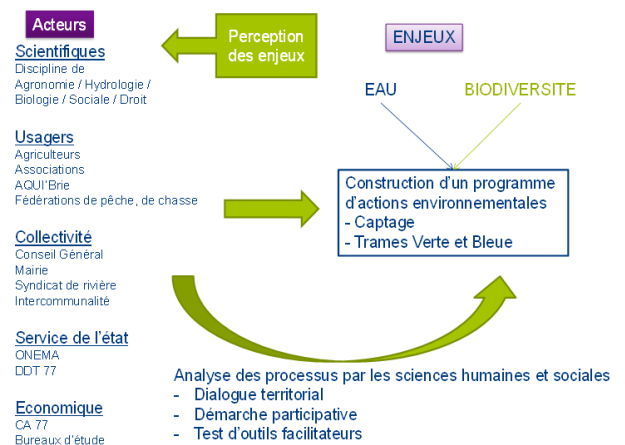 Acteurs
Scientifiques
Discipline de
Agronomie / Hydrologie /
Biologie / Sociale / Droit
Usagers
Agriculteurs
Associations
AQUI'Brie
Fédérations de pêche, de chasse
Collectivité
Conseil Général
Mairie
Syndicat de rivière
Intercommunalité
Service de l'état
ONEMA
DDT 77
Economique
CA 77
Bureaux d'étude
Perception
des enjeux
ENJEUX
EAU
BIODIVERSITE
Construction d'un programme
d'actions environnementales
- Captage
- Trames Verte et Bleue
Analyse des processus par les sciences humaines et sociales
- Dialogue territorial
- Démarche participative
- Test d'outils facilitateurs